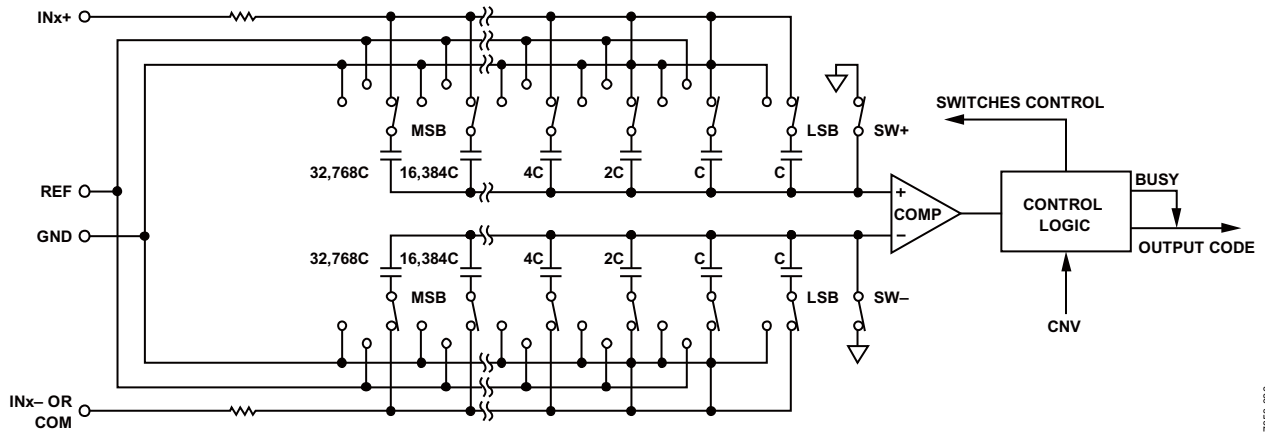 INx+
SWITCHES CONTROL
MSB
LSB
SW+
32,768C 16,384C 4C 2C C C
REF
BUSY
+
COMP
CONTROL
LOGIC
GND
−
OUTPUT CODE
32,768C 16,384C 4C 2C C C
MSB
LSB
SW–
CNV
INx– OR
COM